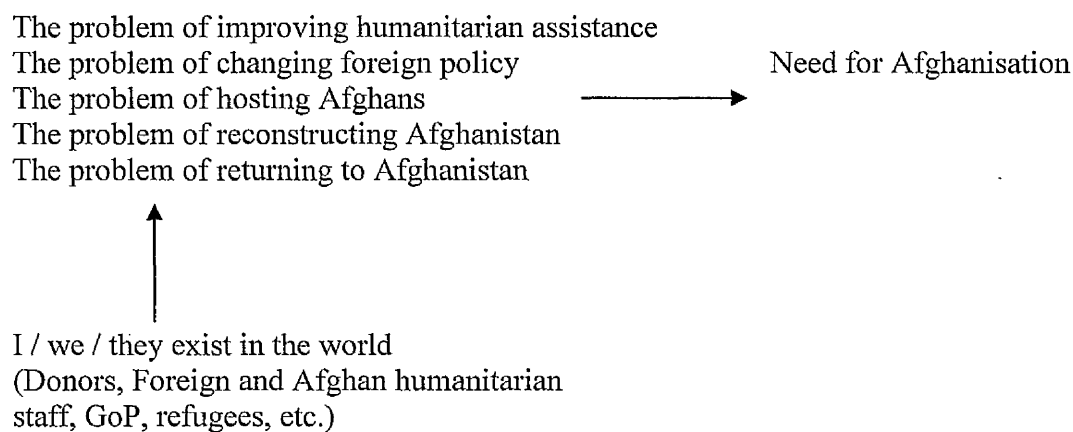 The problem of improving humanitarian assistance
The problem of changing foreign policy
Need for Afghanisation
The problem of hosting Afghans
The problem of reconstructing Afghanistan
The problem of returning to Afghanistan
I / we / they exist in the world
(Donors, Foreign and Afghan humanitarian
staff, GoP, refugees, etc.)